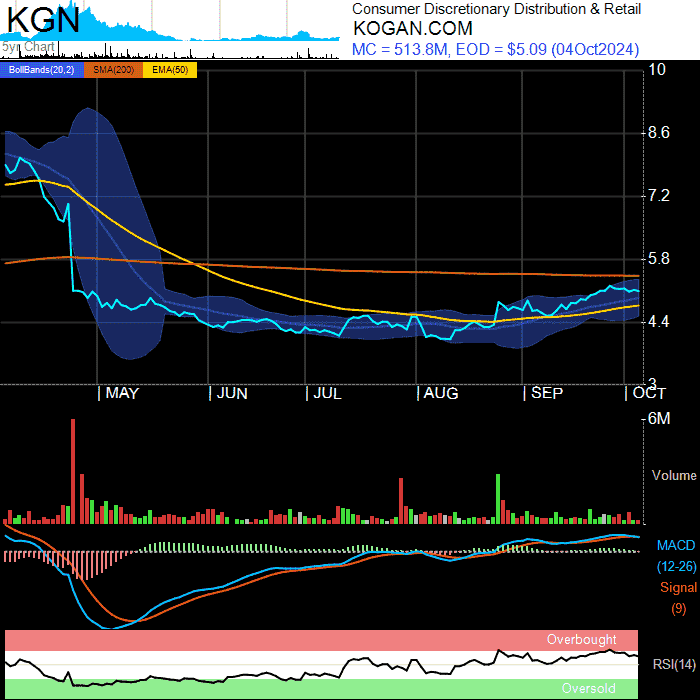 KGN
5yr Chart
Consumer Discretionary Distribution & Retail
KOGAN.COM
MC = 513.8M, EOD = $5.09 (04Oct2024)
BollBands(20,2) SMA(200) EMA(50)
10
8.6
7.2
5.8
4.4
3
MAY JUN JUL AUG SEP OCT
6M
Volume
MACD
(12-26)
Signal
(9)
Overbought
RSI(14)
Oversold